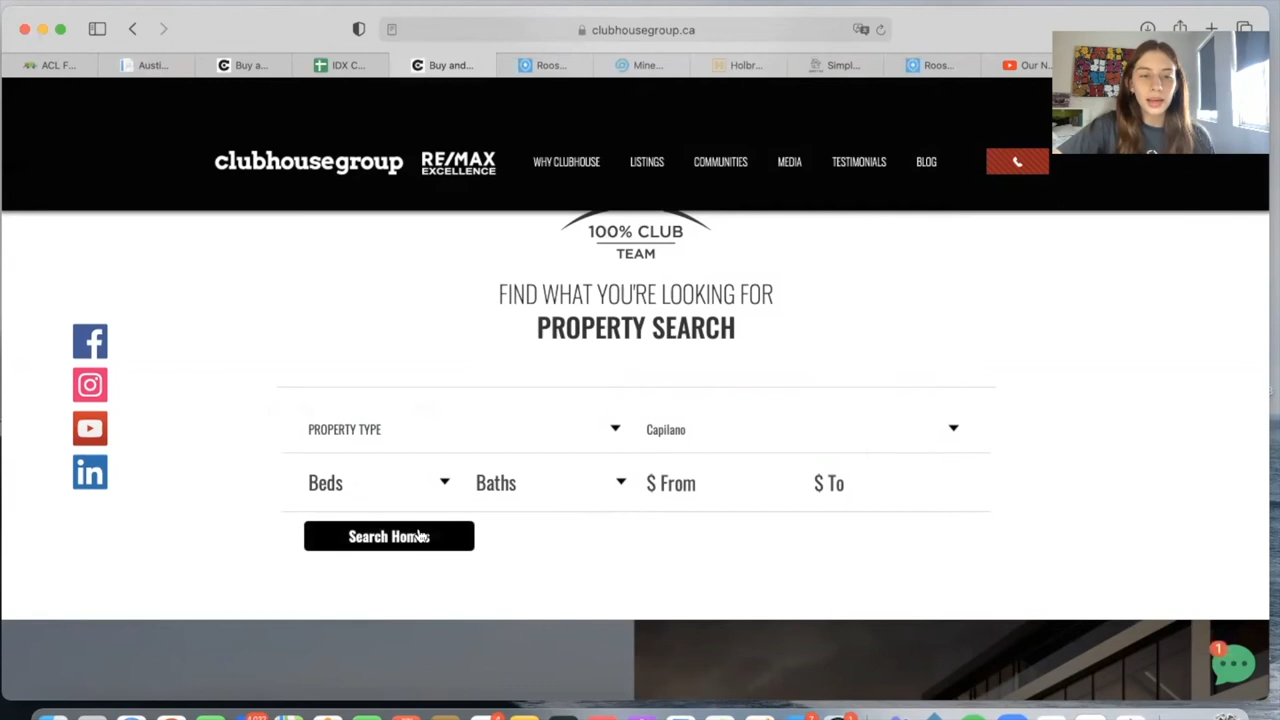 clubhousegroup.ca
ACL F...
Austi...
Buy a...
IDX C...
Buy and...
Roos...
Mine...
Holbr...
Simpl...
Roos...
Our N...
clubhousegroup
RE/MAX
EXCELLENCE
WHY CLUBHOUSE
LISTINGS
COMMUNITIES
MEDIA
TESTIMONIALS
BLOG
100% CLUB
TEAM
FIND WHAT YOU'RE LOOKING FOR
PROPERTY SEARCH
PROPERTY TYPE
Capilano
Beds
Baths
$ From
$ To
Search Homes
1